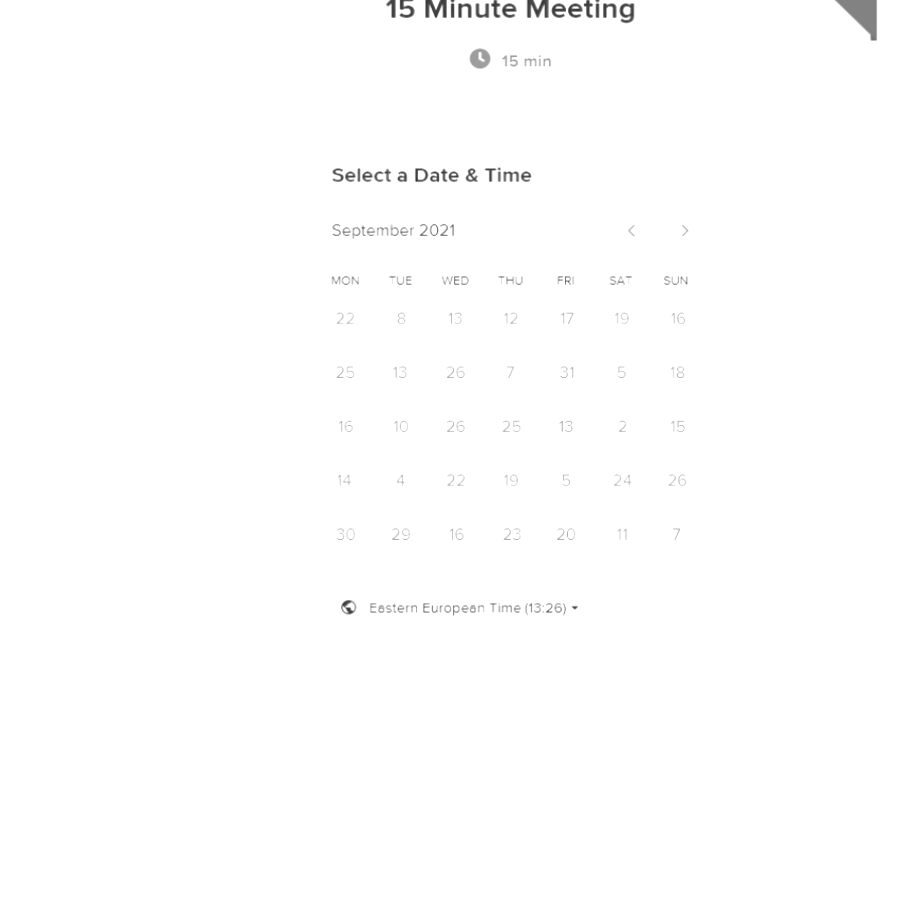 15 Minute Meeting
15 min
Select a Date & Time
September 2021
MON TUE WED THU FRI SAT SUN
22 8 13 12 17 19 16
25 13 26 7 31 5 18
16 10 26 25 13 2 15
14 4 22 19 5 24 26
30 29 16 23 20 11 7
Eastern European Time (13:26)